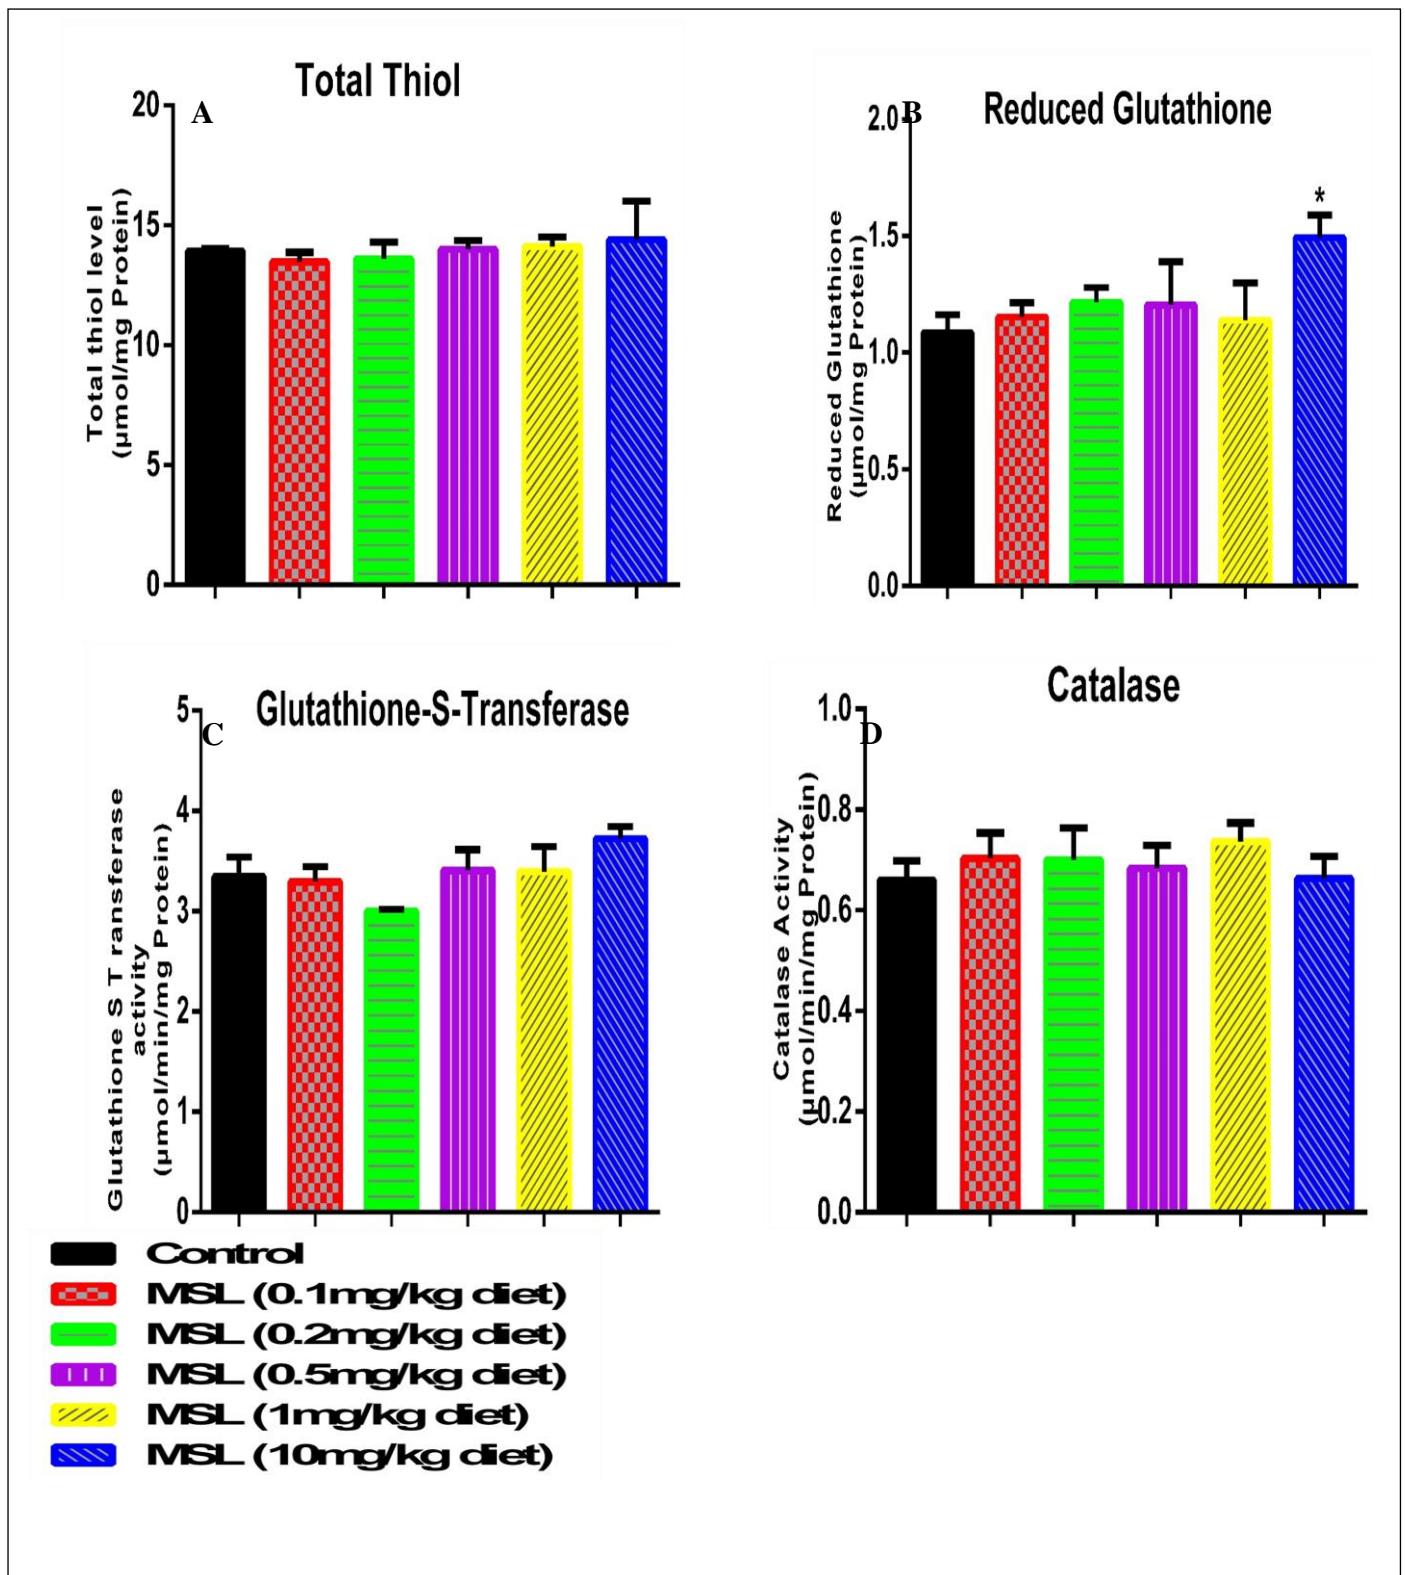 Total Thiol
A
20
15
10
5
0
Total thiol level
(µmol/mg Protein)
Reduced Glutathione
B
2.0
1.5
1.0
0.5
0.0
Reduced Glutathione
(µmol/mg Protein)
*
Glutathione-S-Transferase
C
5
4
3
2
1
0
Glutathione S T ransferase
activity
(µmol/min/mg Protein)
Catalase
D
1.0
0.8
0.6
0.4
0.2
0.0
Catalase Activity
(µmol/min/mg Protein)
Control
MSL (0.1mg/kg diet)
MSL (0.2mg/kg diet)
MSL (0.5mg/kg diet)
MSL (1mg/kg diet)
MSL (10mg/kg diet)